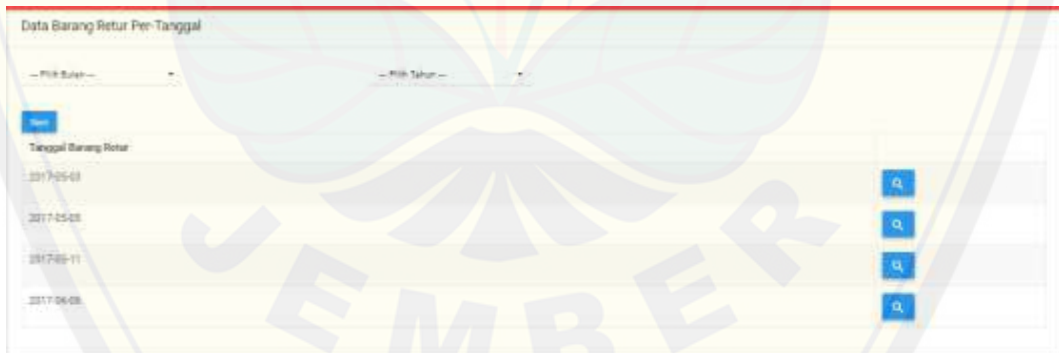 Data Barang Retur Per-Tanggal
-- Pilih Bulan -- -- Pilih Tahun --
Tanggal Barang Retur
2017-05-03
2017-05-05
2017-05-11
2017-06-08
JEMBER